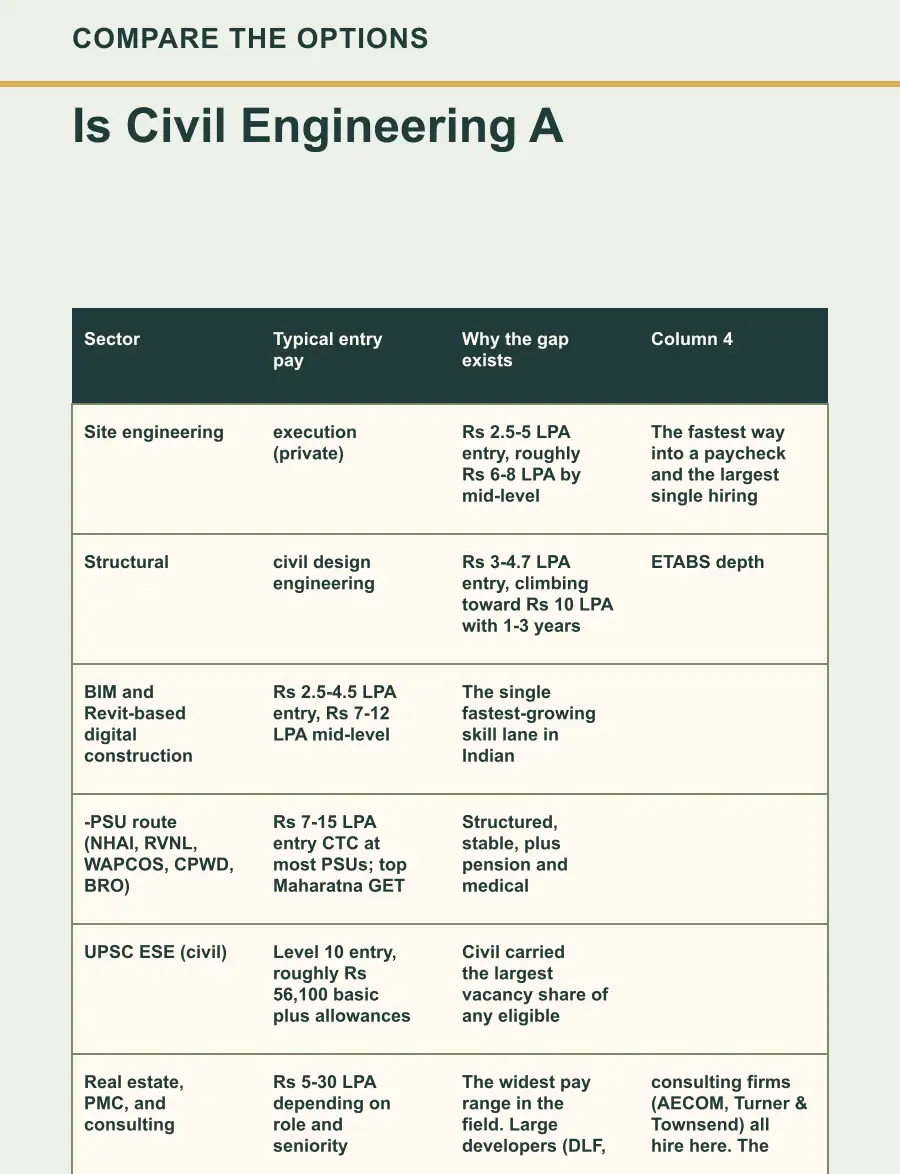 COMPARE THE OPTIONS
Is Civil Engineering A
Sector
Typical entry
pay
Why the gap
exists
Column 4
Site engineering
execution
(private)
Rs 2.5-5 LPA
entry, roughly
Rs 6-8 LPA by
mid-level
The fastest way
into a paycheck
and the largest
single hiring
Structural
civil design
engineering
Rs 3-4.7 LPA
entry, climbing
toward Rs 10 LPA
with 1-3 years
ETABS depth
BIM and
Revit-based
digital
construction
Rs 2.5-4.5 LPA
entry, Rs 7-12
LPA mid-level
The single
fastest-growing
skill lane in
Indian
-PSU route
(NHAI, RVNL,
WAPCOS, CPWD,
BRO)
Rs 7-15 LPA
entry CTC at
most PSUs; top
Maharatna GET
Structured,
stable, plus
pension and
medical
UPSC ESE (civil)
Level 10 entry,
roughly Rs
56,100 basic
plus allowances
Civil carried
the largest
vacancy share of
any eligible
Real estate,
PMC, and
consulting
Rs 5-30 LPA
depending on
role and
seniority
The widest pay
range in the
field. Large
developers (DLF,
consulting firms
(AECOM, Turner &
Townsend) all
hire here. The